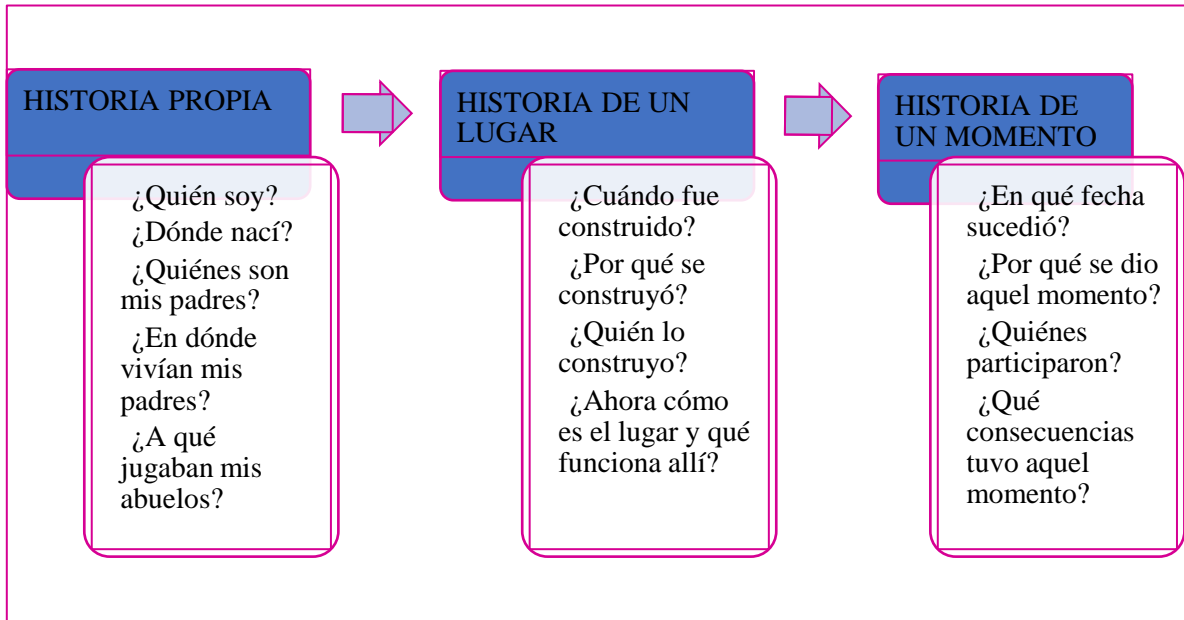 HISTORIA PROPIA
¿Quién soy?
¿Dónde nací?
¿Quiénes son
mis padres?
¿En dónde
vivían mis
padres?
¿A qué
jugaban mis
abuelos?
HISTORIA DE UN
LUGAR
¿Cuándo fue
construido?
¿Por qué se
construyó?
¿Quién lo
construyo?
¿Ahora cómo
es el lugar y qué
funciona allí?
HISTORIA DE
UN MOMENTO
¿En qué fecha
sucedió?
¿Por qué se dio
aquel momento?
¿Quiénes
participaron?
¿Qué
consecuencias
tuvo aquel
momento?